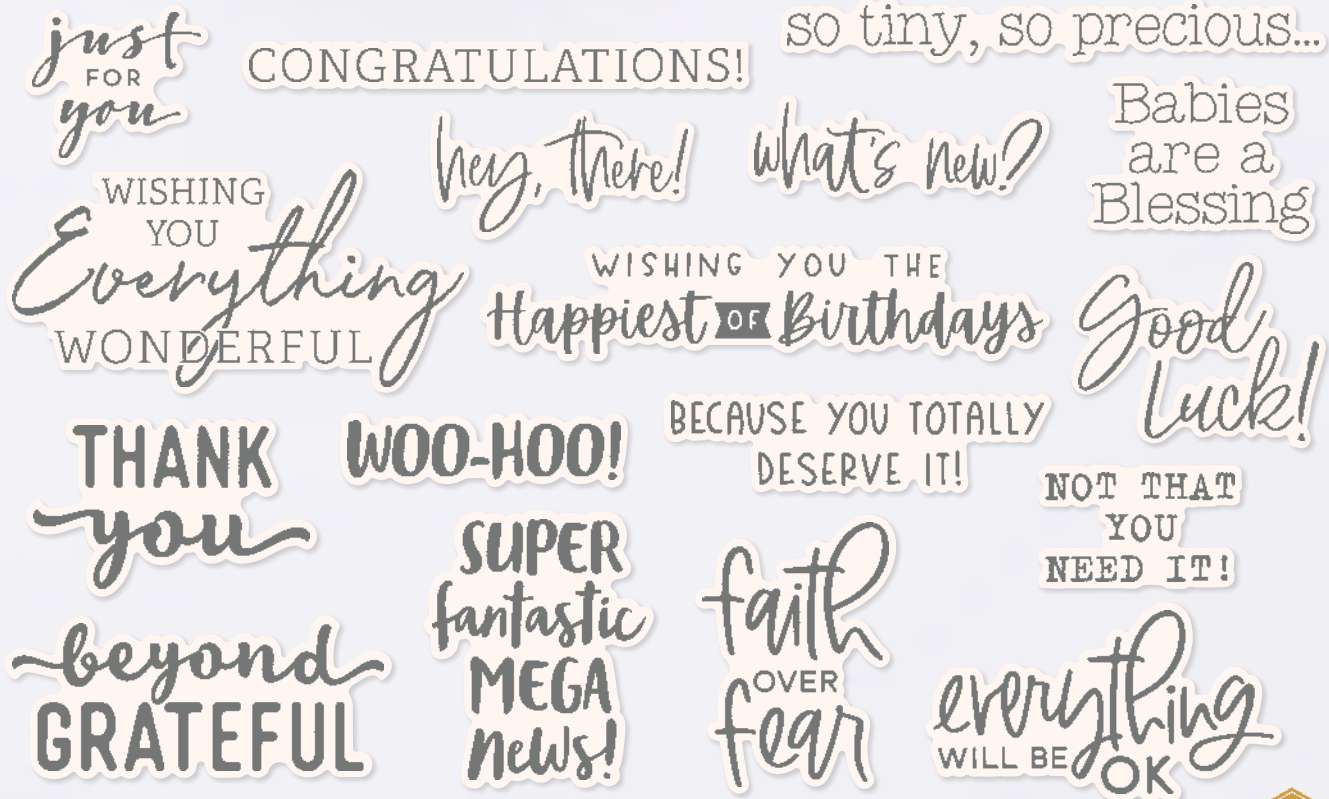 just
FOR
you
CONGRATULATIONS!
so tiny, so precious...
hey, there!
what's new?
Babies
are a
Blessing
WISHING
YOU
Everything
WONDERFUL
WISHING YOU THE
Happiest OF Birthdays
Good
Luck!
THANK
you
WOO-HOO!
BECAUSE YOU TOTALLY
DESERVE IT!
NOT THAT
YOU
NEED IT!
SUPER
fantastic
MEGA
news!
faith
OVER
fear
beyond
GRATEFUL
everything
WILL BE
OK